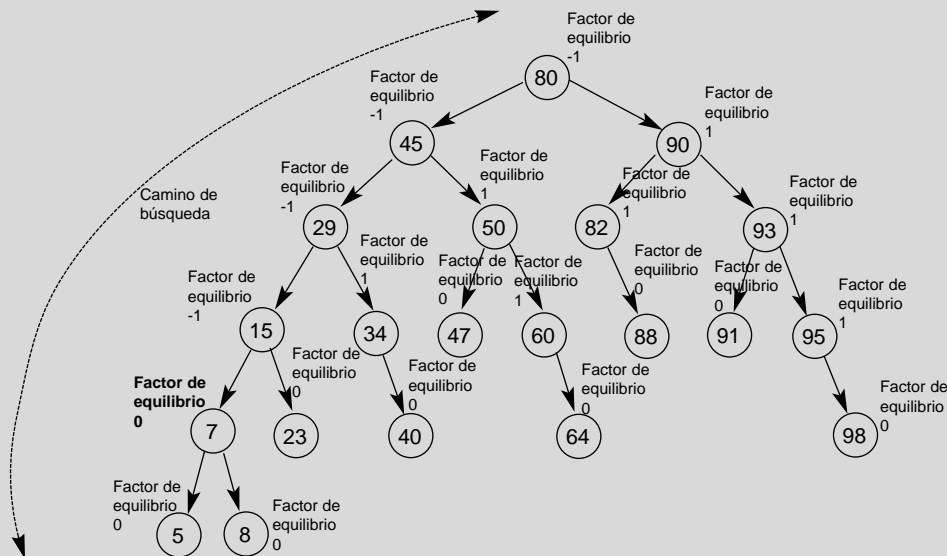 Factor de
equilibrio
-1
80
Factor de
equilibrio
-1
45
Factor de
equilibrio
1
90
Camino de
búsqueda
Factor de
equilibrio
-1
29
Factor de
equilibrio
1
50
Factor de
equilibrio
1
82
Factor de
equilibrio
1
93
Factor de
equilibrio
-1
15
Factor de
equilibrio
1
34
Factor de
equilibrio
0
47
Factor de
equilibrio
1
60
Factor de
equilibrio
0
88
Factor de
equilibrio
0
91
Factor de
equilibrio
1
95
Factor de
equilibrio
0
7
Factor de
equilibrio
0
23
Factor de
equilibrio
0
40
Factor de
equilibrio
0
64
Factor de
equilibrio
0
98
Factor de
equilibrio
0
5
Factor de
equilibrio
0
8